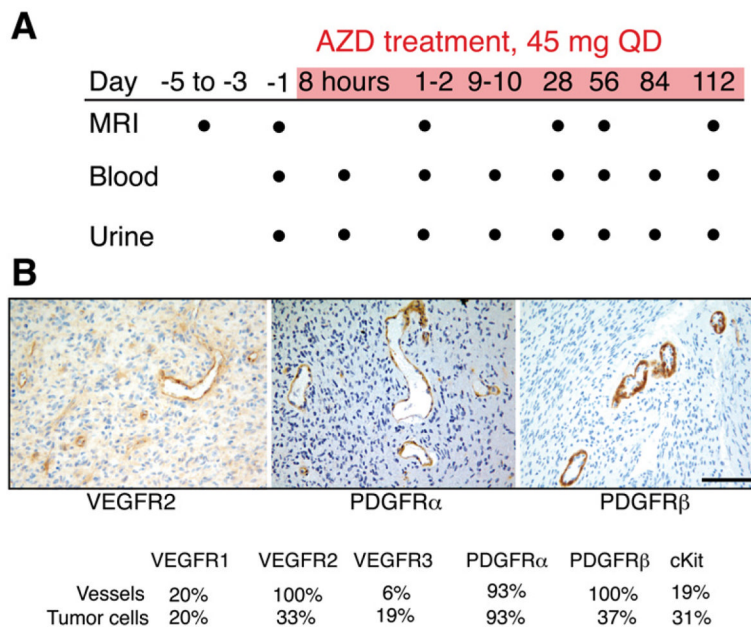 A
AZD treatment, 45 mg QD
Day -5 to -3 -1 8 hours 1-2 9-10 28 56 84 112
MRI
Blood
Urine
B
VEGFR2 PDGFRα PDGFRβ
VEGFR1 VEGFR2 VEGFR3 PDGFRα PDGFRβ cKit
Vessels 20% 100% 6% 93% 100% 19%
Tumor cells 20% 33% 19% 93% 37% 31%